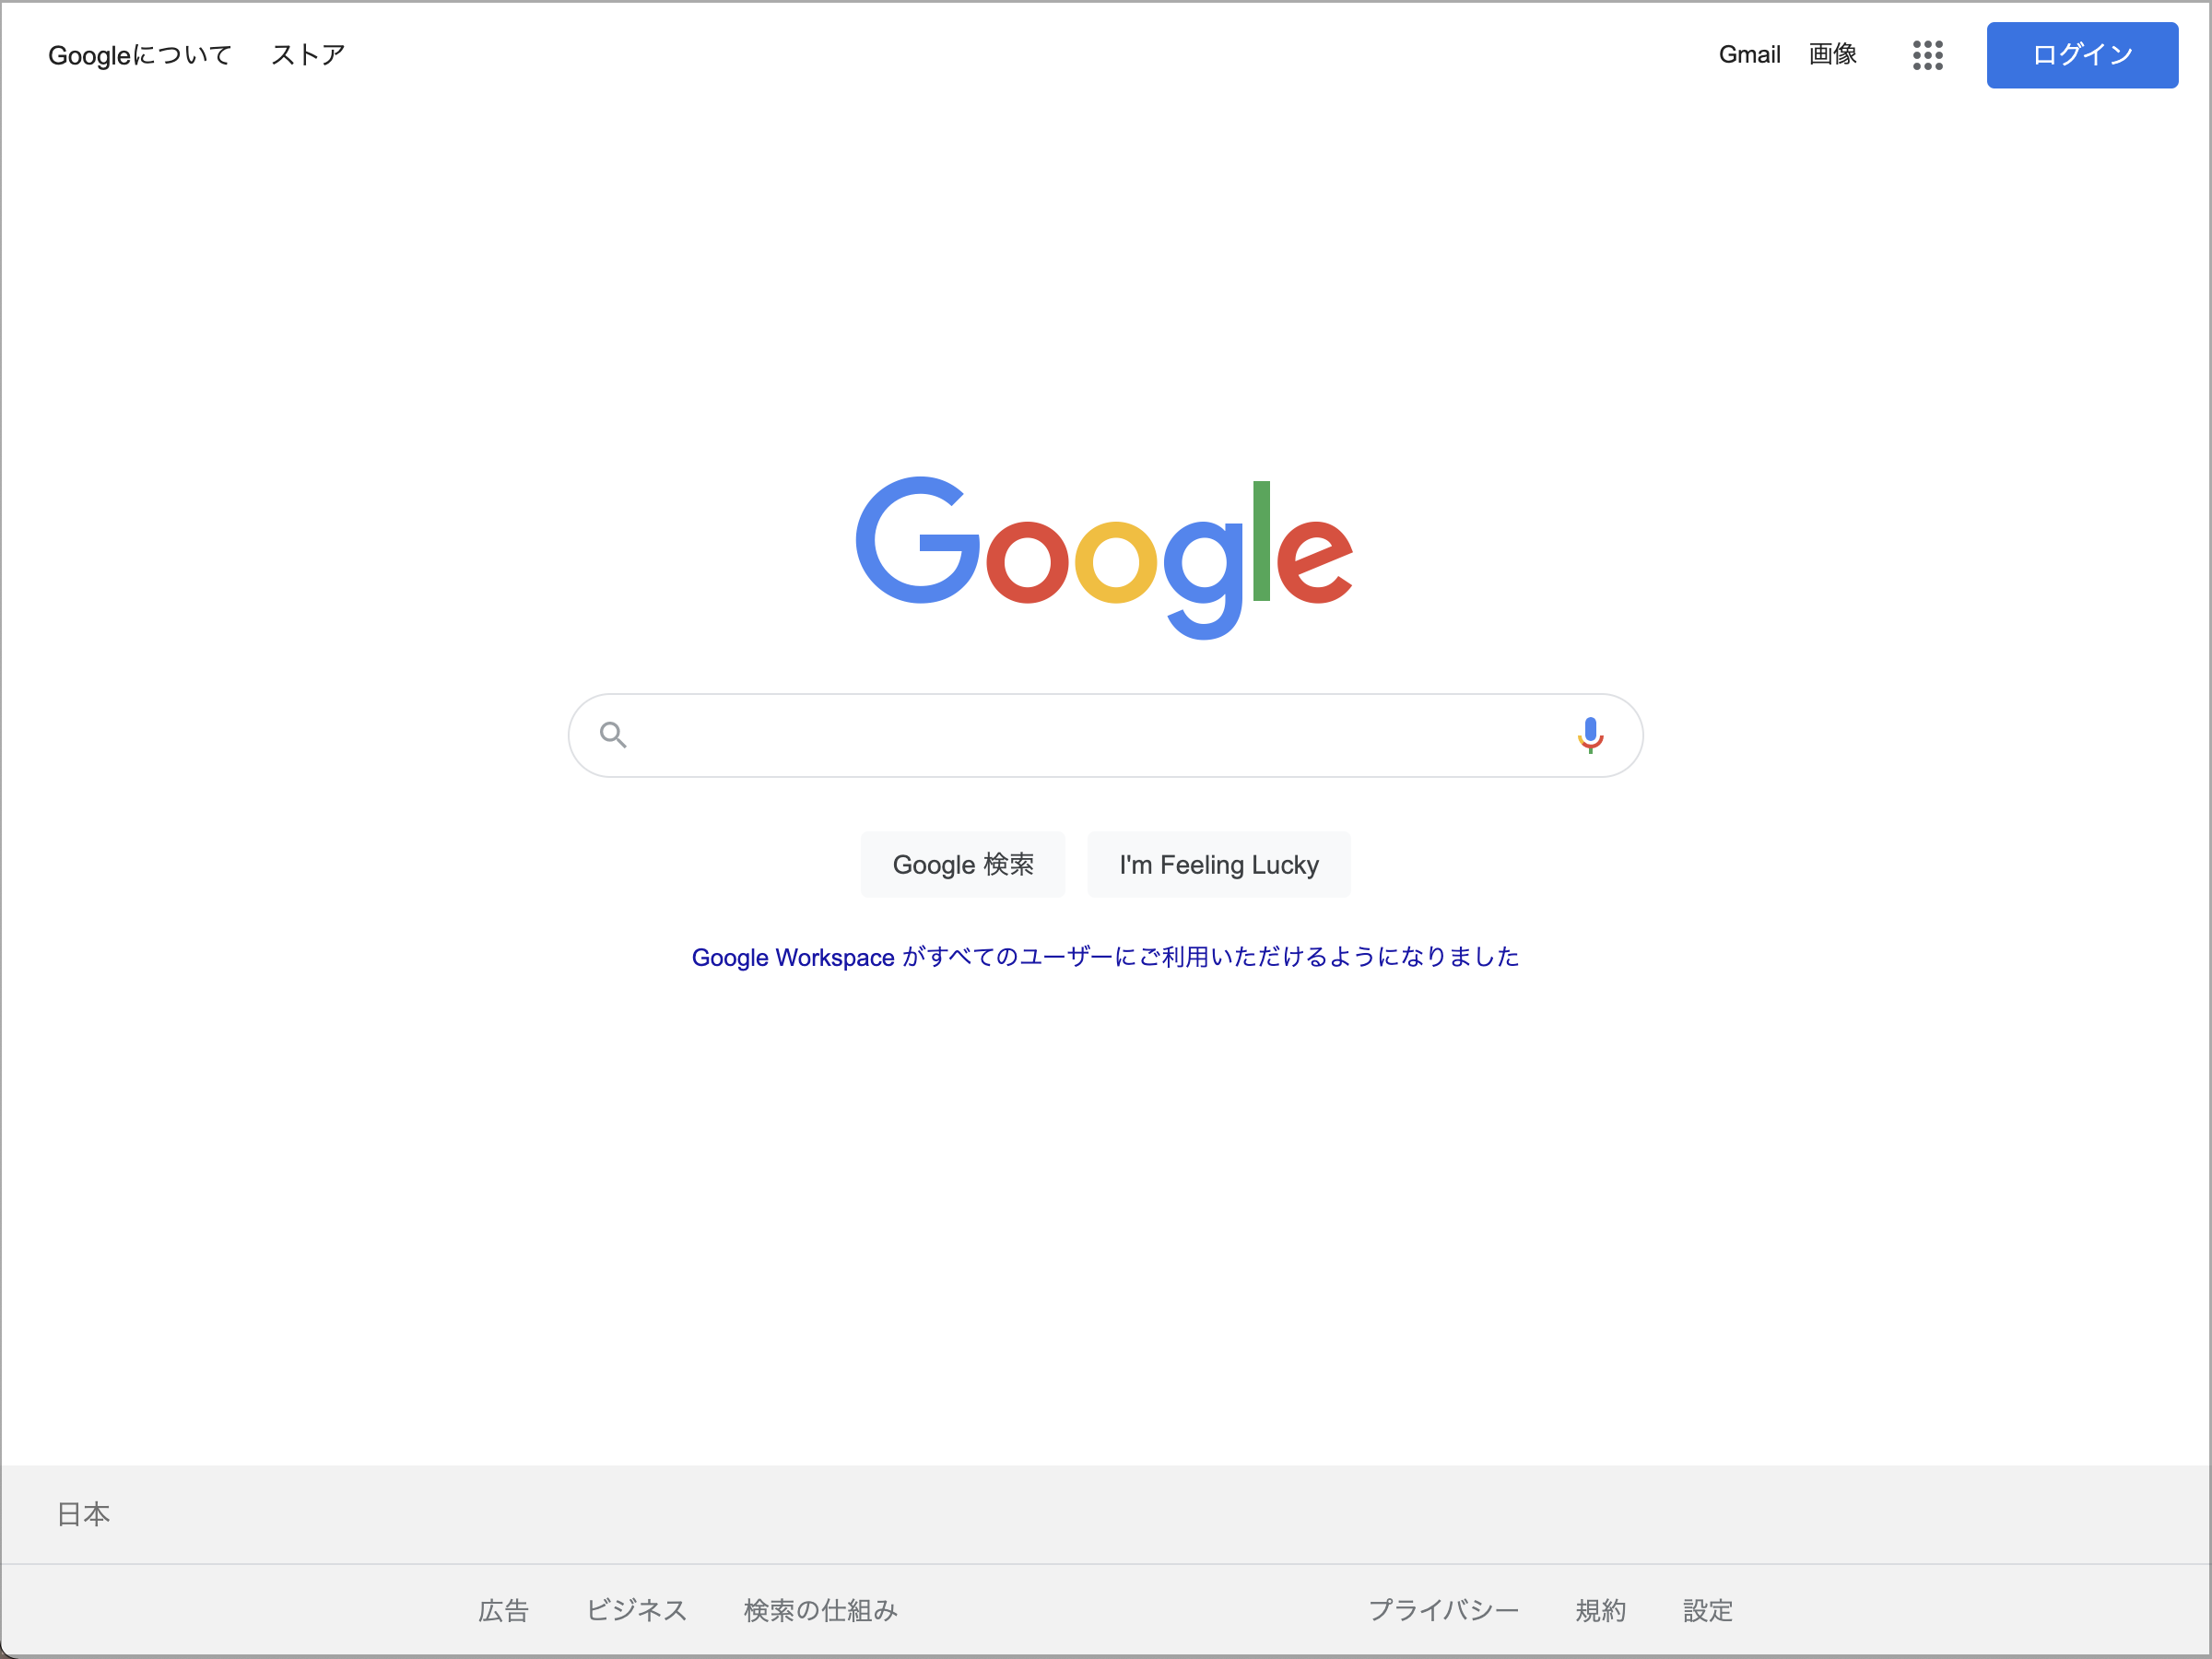 Googleについて ストア Gmail 画像 ログイン
Google
Google 検索 I'm Feeling Lucky
Google Workspace がすべてのユーザーにご利用いただけるようになりました
日本
広告 ビジネス 検索の仕組み プライバシー 規約 設定